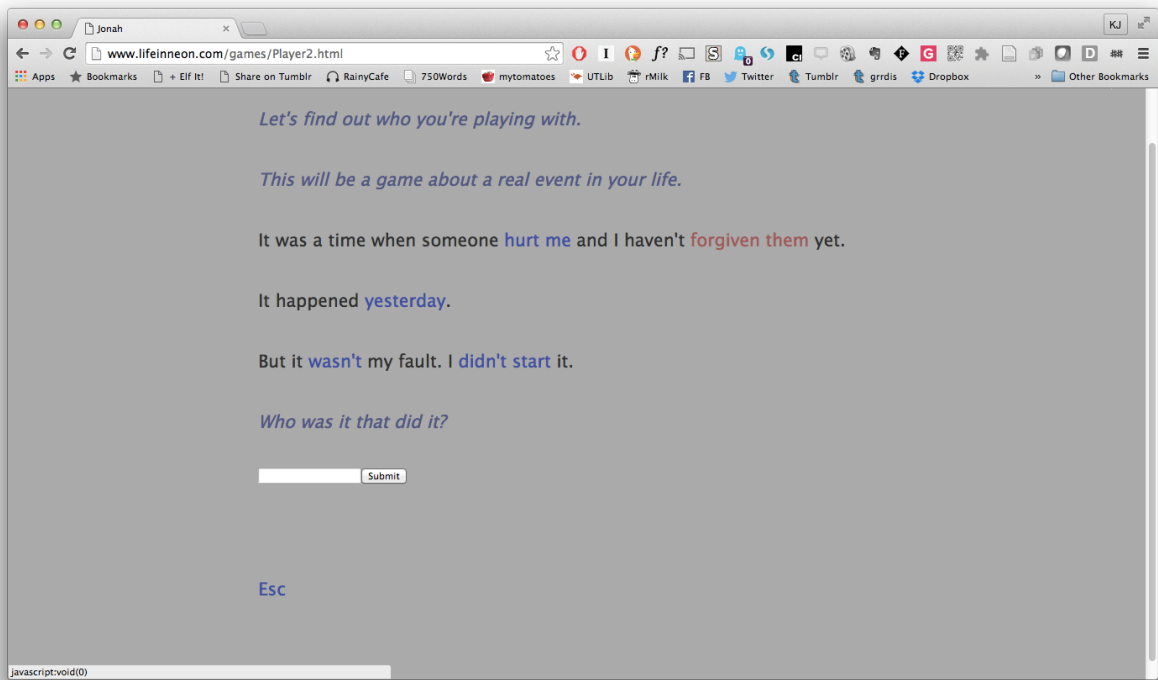 Jonah
KJ
www.lifeinneon.com/games/Player2.html
Apps Bookmarks + Elf It! Share on Tumblr RainyCafe 750Words mytomatoes UTLib rMilk FB Twitter Tumblr grrdis Dropbox » Other Bookmarks
Let's find out who you're playing with.
This will be a game about a real event in your life.
It was a time when someone hurt me and I haven't forgiven them yet.
It happened yesterday.
But it wasn't my fault. I didn't start it.
Who was it that did it?
Submit
Esc
javascript:void(0)